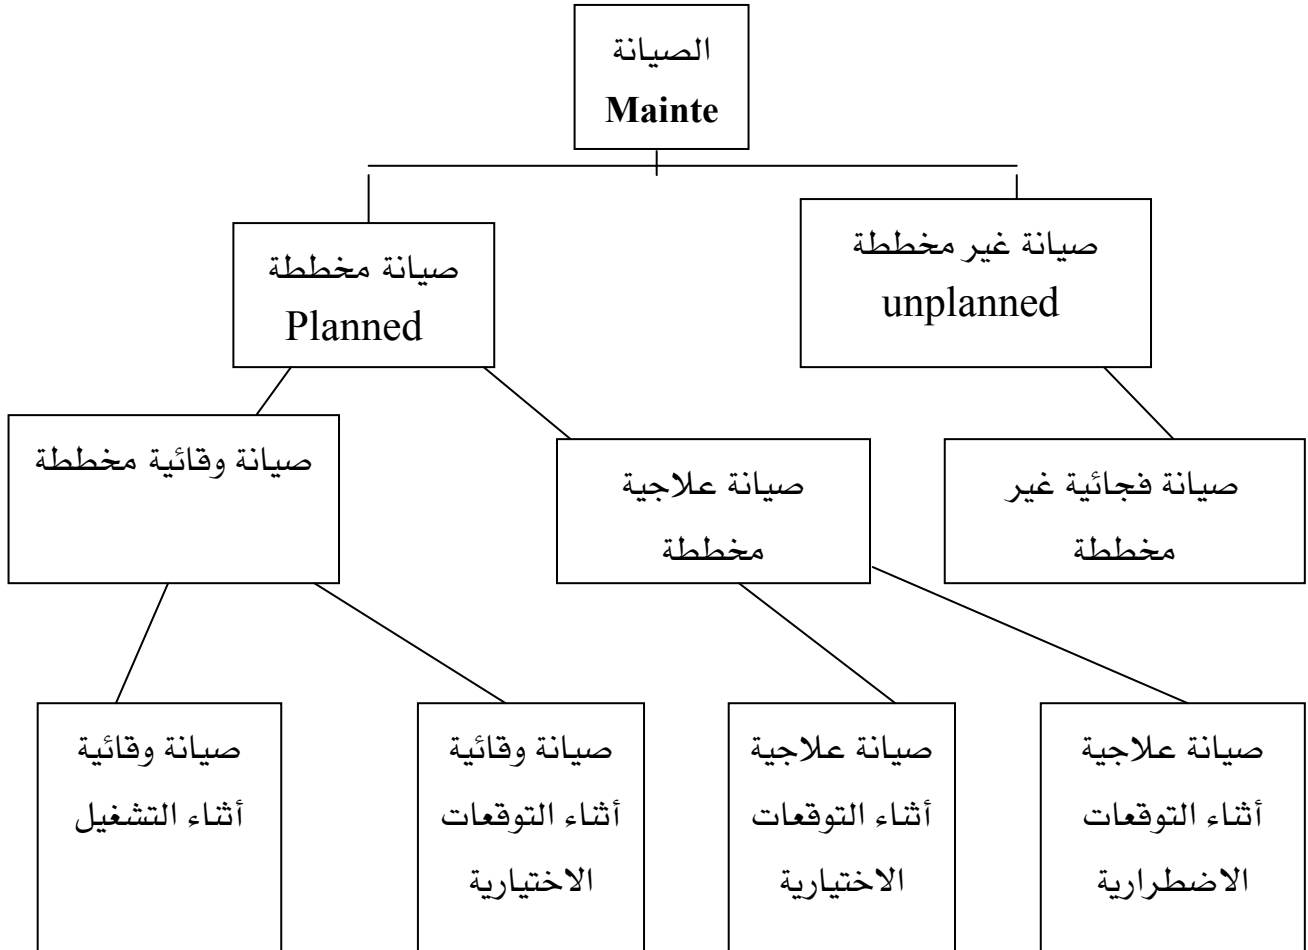 الصيانة
Mainte
صيانة غير مخططة
unplanned
صيانة مخططة
Planned
صيانة وقائية مخططة
صيانة علاجية
مخططة
صيانة فجائية غير
مخططة
صيانة وقائية
أثناء التشغيل
صيانة وقائية
أثناء التوقعات
الاختيارية
صيانة علاجية
أثناء التوقعات
الاختيارية
صيانة علاجية
أثناء التوقعات
الاضطرارية